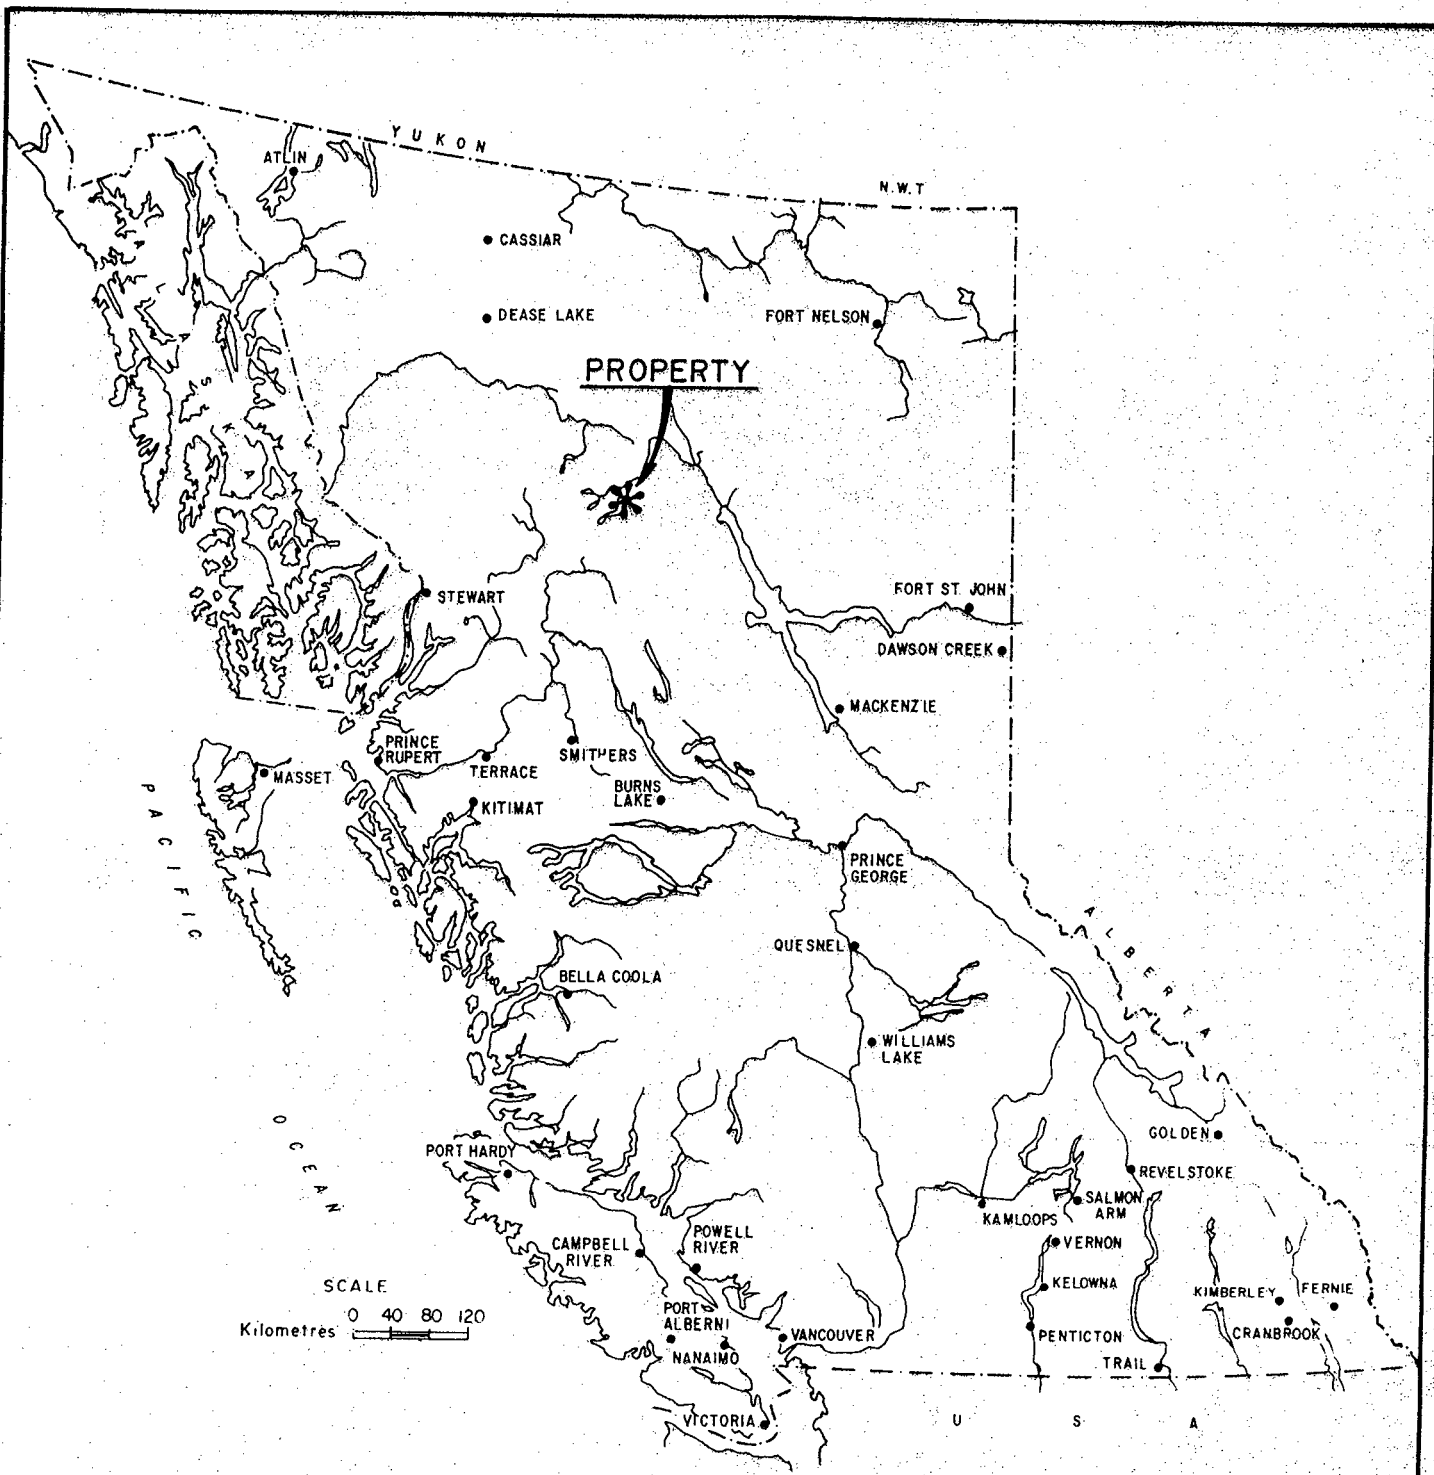 YUKON
N.W.T
ATLIN
ALASKA
CASSIAR
DEASE LAKE
FORT NELSON
PROPERTY
STEWART
FORT ST. JOHN
DAWSON CREEK
MACKENZIE
PRINCE
RUPERT
MASSET
TERRACE
SMITHERS
BURNS
LAKE
KITIMAT
PACIFIC
PRINCE
GEORGE
ALBERTA
QUESNEL
BELLA COOLA
WILLIAMS
LAKE
OCEAN
PORT HARDY
GOLDEN
REVELSTOKE
SALMON
ARM
KAMLOOPS
POWELL
RIVER
CAMPBELL
RIVER
VERNON
KELOWNA
KIMBERLEY
FERNIE
SCALE
0 40 80 120
Kilometres
PORT
ALBERNI
NANAIMO
VANCOUVER
PENTICTON
CRANBROOK
TRAIL
VICTORIA
U S A